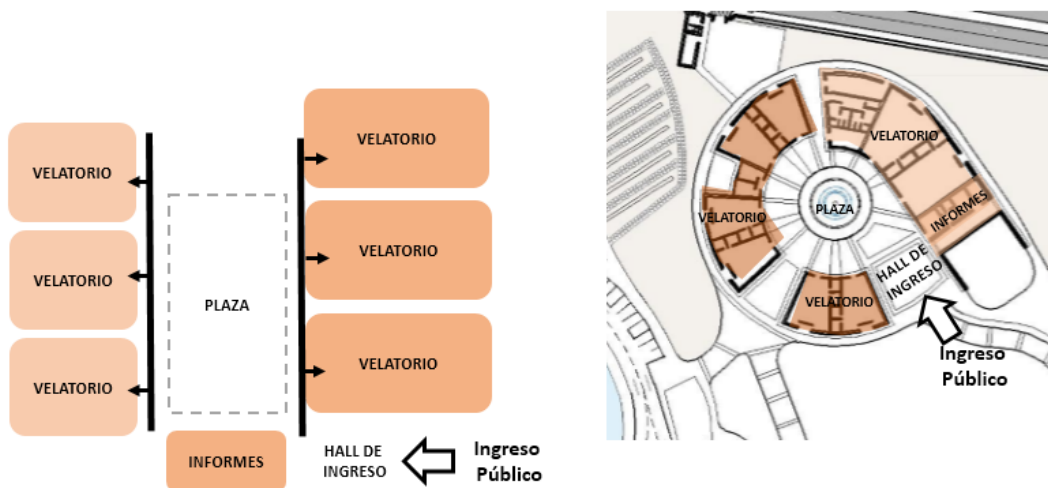 VELATORIO
VELATORIO
VELATORIO
VELATORIO
VELATORIO
VELATORIO
PLAZA
INFORMES
HALL DE
INGRESO
Ingreso
Público
VELATORIO
VELATORIO
PLAZA
INFORMES
HALL DE
INGRESO
VELATORIO
Ingreso
Público